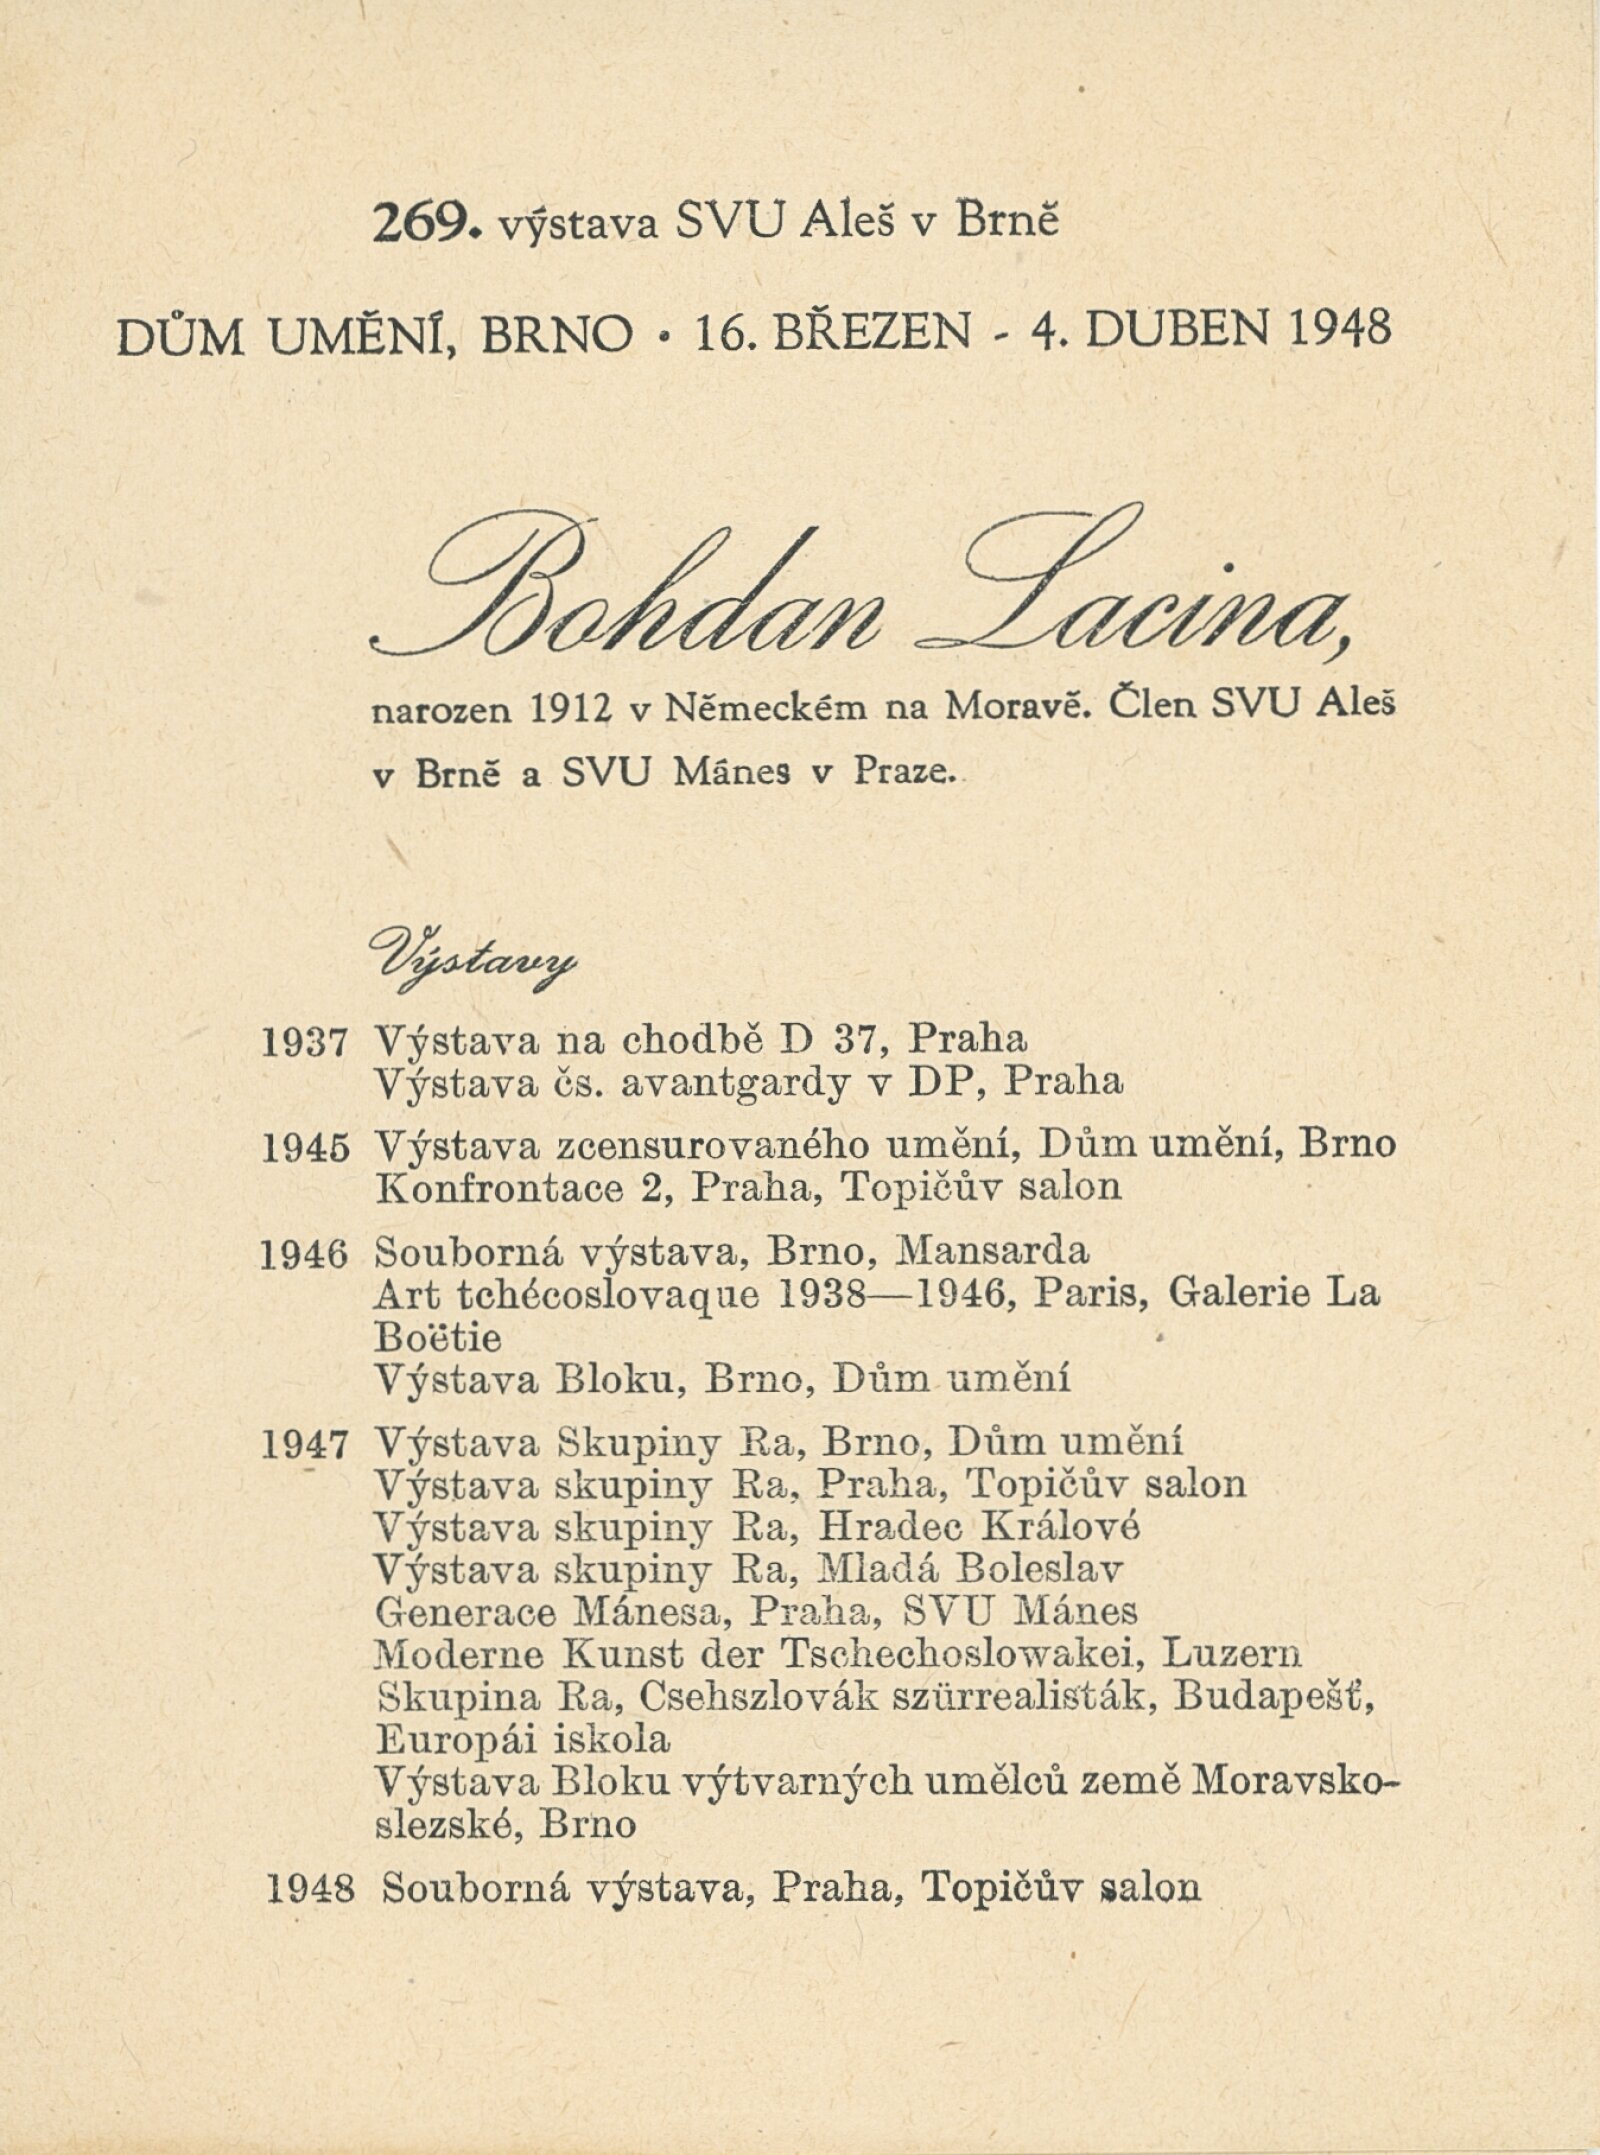 269. výstava SVU Aleš v Brně
DŮM UMĚNÍ, BRNO • 16. BŘEZEN - 4. DUBEN 1948
Bohdan Lacina,
narozen 1912 v Německém na Moravě. Člen SVU Aleš
v Brně a SVU Mánes v Praze.
Výstavy
1937 Výstava na chodbě D 37, Praha
Výstava čs. avantgardy v DP, Praha
1945 Výstava zcensurovaného umění, Dům umění, Brno
Konfrontace 2, Praha, Topičův salon
1946 Souborná výstava, Brno, Mansarda
Art tchécoslovaque 1938—1946, Paris, Galerie La
Boëtie
Výstava Bloku, Brno, Dům umění
1947 Výstava Skupiny Ra, Brno, Dům umění
Výstava skupiny Ra, Praha, Topičův salon
Výstava skupiny Ra, Hradec Králové
Výstava skupiny Ra, Mladá Boleslav
Generace Mánesa, Praha, SVU Mánes
Moderne Kunst der Tschechoslowakei, Luzern
Skupina Ra, Csehszlovák szürrealisták, Budapešť,
Európái iskola
Výstava Bloku výtvarných umělců země Moravsko-
slezské, Brno
1948 Souborná výstava, Praha, Topičův salon